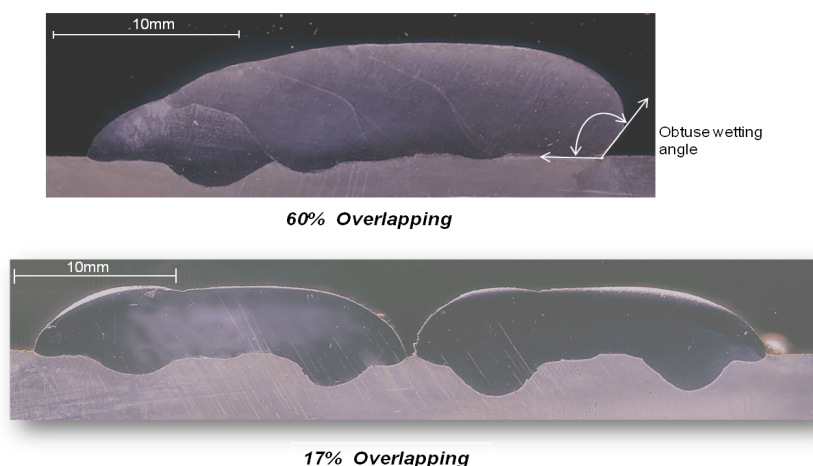 10mm
Obtuse wetting
angle
60% Overlapping
10mm
17% Overlapping